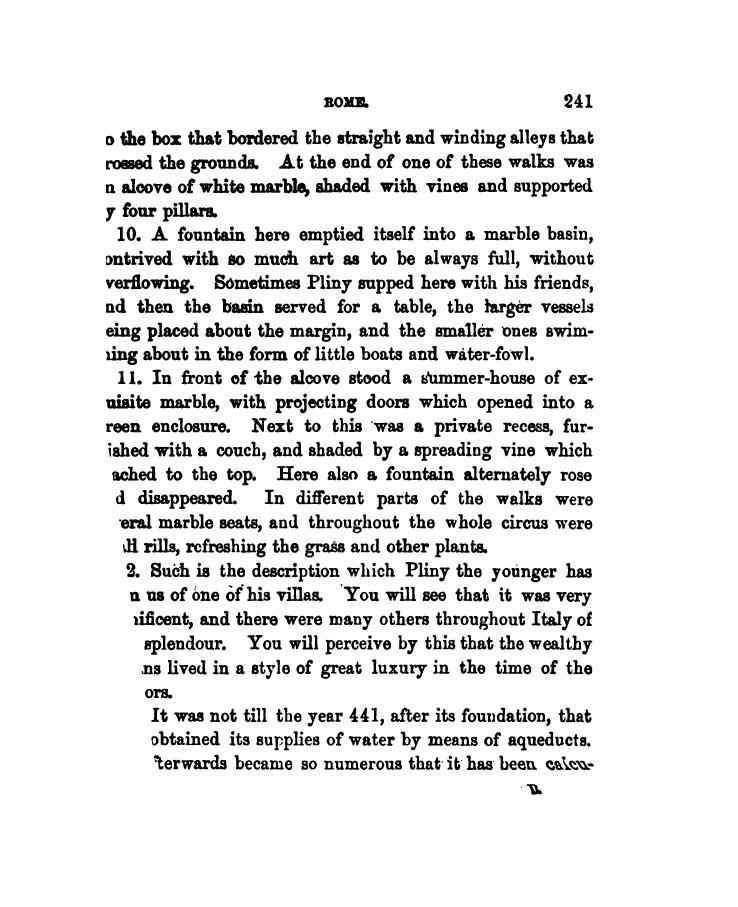 ROME. 241
o the box that bordered the straight and winding alleys that
rossed the grounds. At the end of one of these walks was
n alcove of white marble, shaded with vines and supported
y four pillars.
10. A fountain here emptied itself into a marble basin,
ontrived with so much art as to be always full, without
verflowing. Sometimes Pliny supped here with his friends,
nd then the basin served for a table, the larger vessels
eing placed about the margin, and the smaller ones swim-
ing about in the form of little boats and water-fowl.
11. In front of the alcove stood a summer-house of ex-
uisite marble, with projecting doors which opened into a
reen enclosure. Next to this was a private recess, fur-
ished with a couch, and shaded by a spreading vine which
ached to the top. Here also a fountain alternately rose
d disappeared. In different parts of the walks were
eral marble seats, and throughout the whole circus were
ll rills, refreshing the grass and other plants.
2. Such is the description which Pliny the younger has
n us of one of his villas. You will see that it was very
ificent, and there were many others throughout Italy of
splendour. You will perceive by this that the wealthy
ns lived in a style of great luxury in the time of the
ors.
It was not till the year 441, after its foundation, that
obtained its supplies of water by means of aqueducts.
terwards became so numerous that it has been calcu-